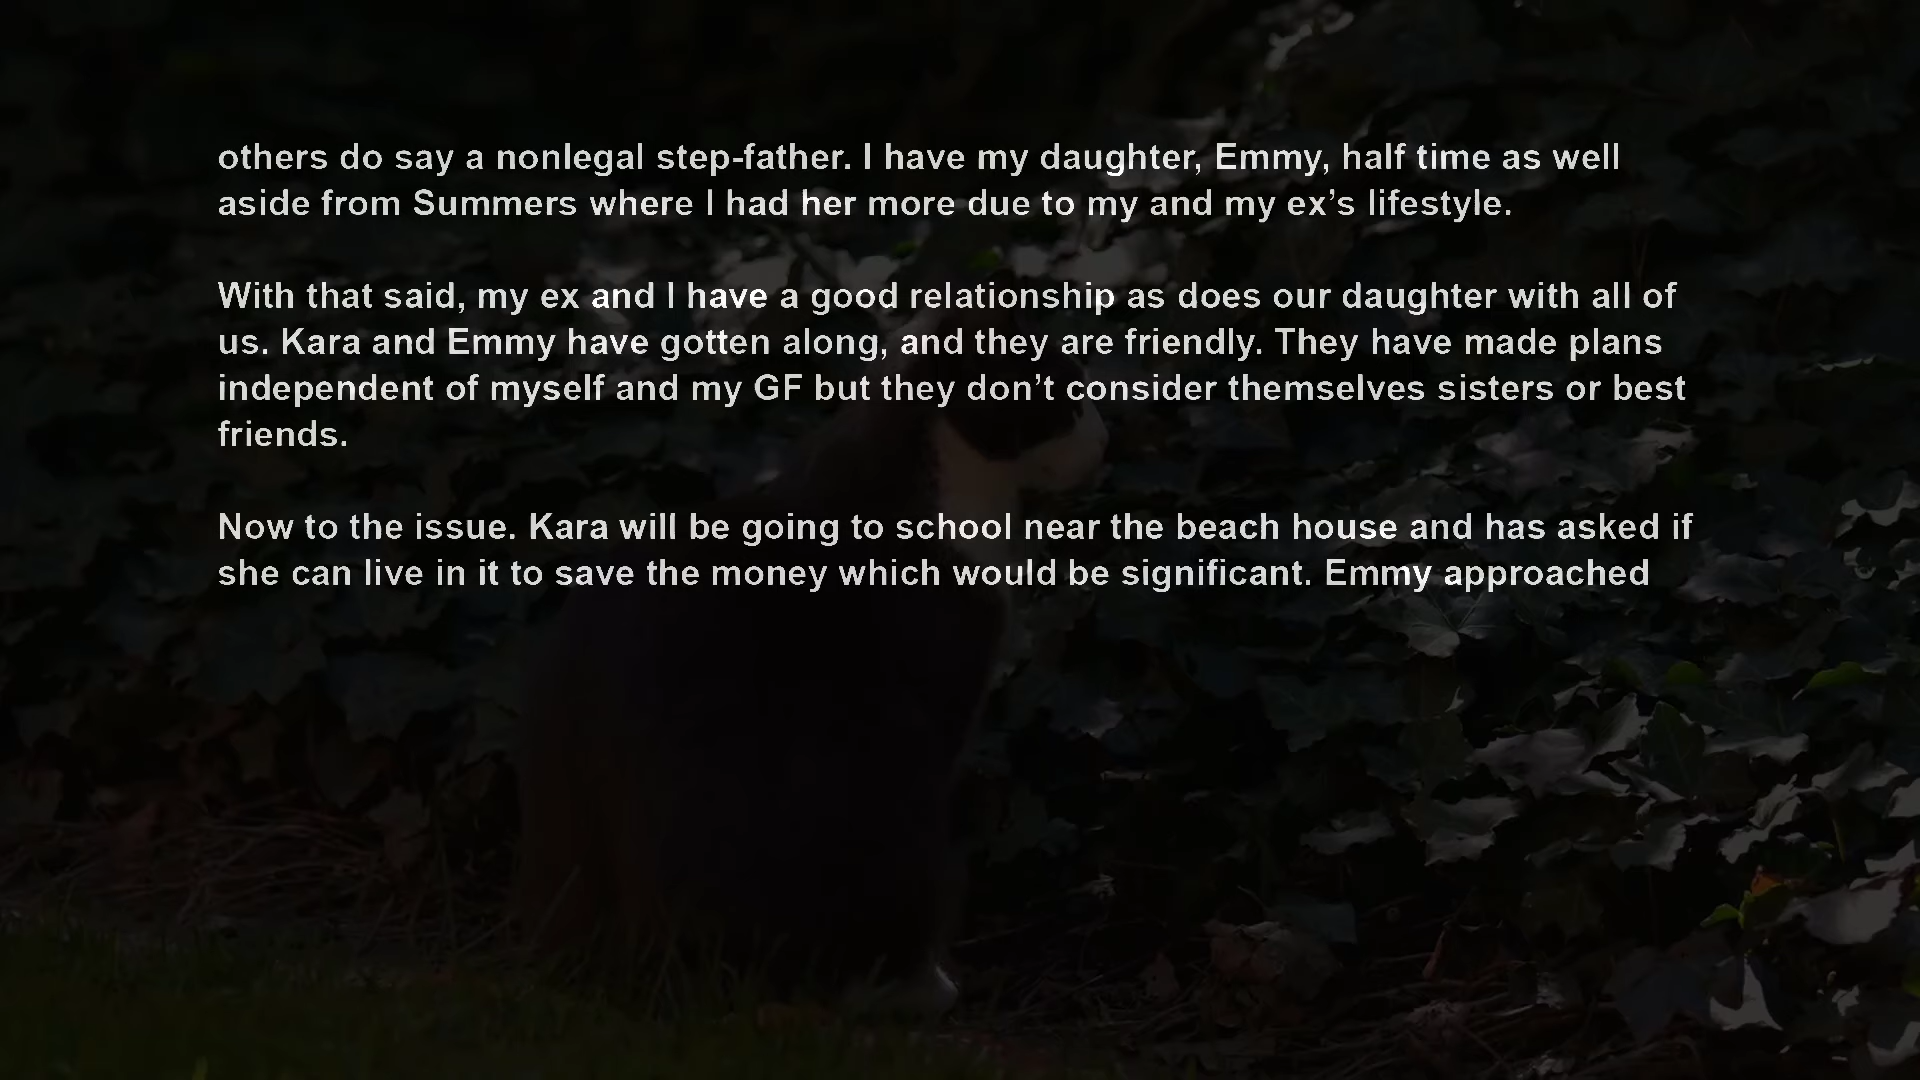 others do say a nonlegal step-father. I have my daughter, Emmy, half time as well
aside from Summers where I had her more due to my and my ex’s lifestyle.
With that said, my ex and I have a good relationship as does our daughter with all of
us. Kara and Emmy have gotten along, and they are friendly. They have made plans
independent of myself and my GF but they don’t consider themselves sisters or best
friends.
Now to the issue. Kara will be going to school near the beach house and has asked if
she can live in it to save the money which would be significant. Emmy approached